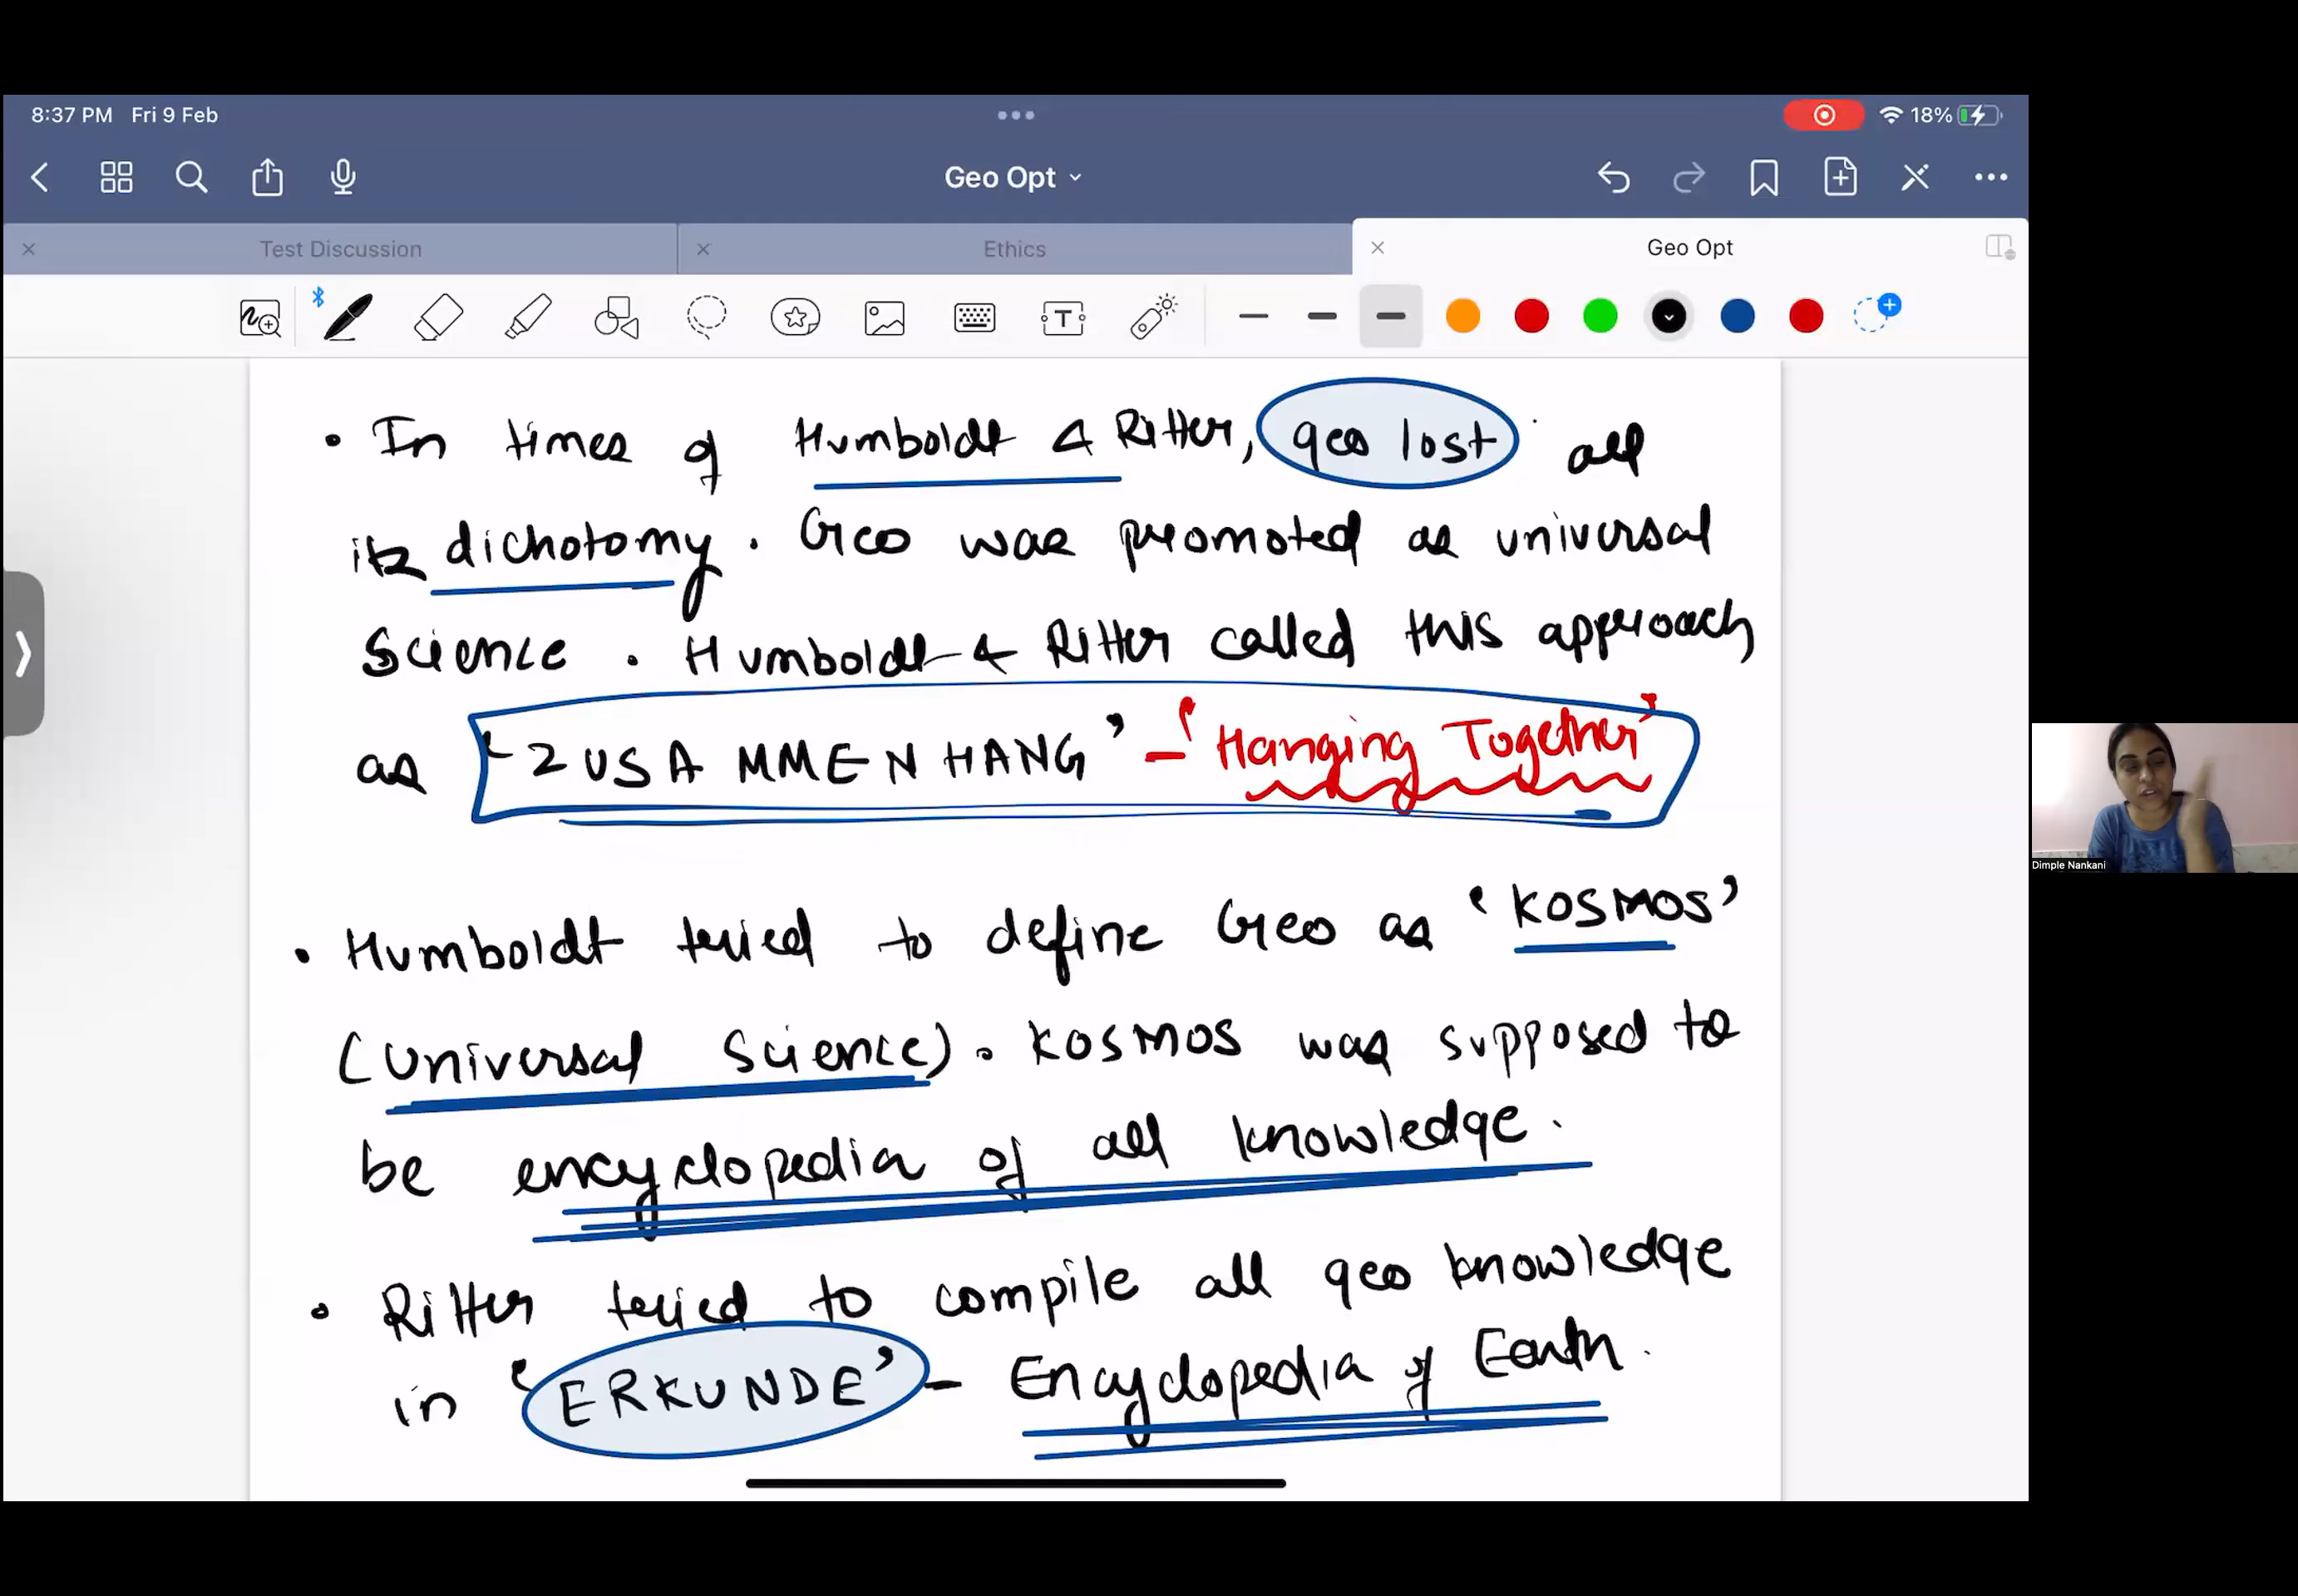 8:37 PM Fri 9 Feb
18%
Geo Opt
Test Discussion
Ethics
Geo Opt
T
• In times of Humboldt & Ritter, geo lost all
its dichotomy. Geo was promoted as universal
Science. Humboldt & Ritter called this approach
as 'ZUSAMMENHANG' - 'Hanging Together'
• Humboldt tried to define Geo as 'KOSMOS'
(Universal Science). KOSMOS was supposed to
be encyclopedia of all knowledge.
• Ritter tried to compile all geo knowledge
in 'ERKUNDE' - Encyclopedia of Earth.
Dimple Nankani